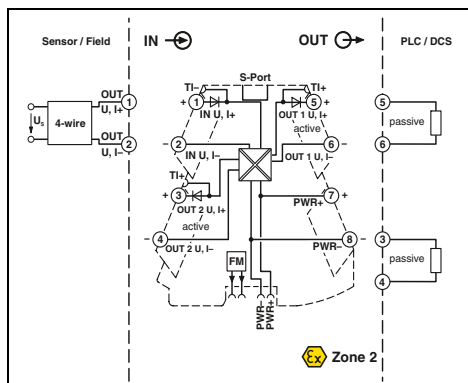 Sensor / Field
IN
OUT
PLC / DCS
S-Port
TI–
TI+
OUT
1
+
1
5
+
5
U, I+
IN U, I+
OUT 1 U, I+
active
passive
Us
4-wire
OUT
2
–
2
6
–
6
U, I–
IN U, I–
OUT 1 U, I–
TI+
+
3
7
+
OUT 2 U, I+
PWR+
active
–
4
8
–
3
OUT 2 U, I–
PWR–
passive
FM
4
PWR–
PWR+
Ex
Zone 2